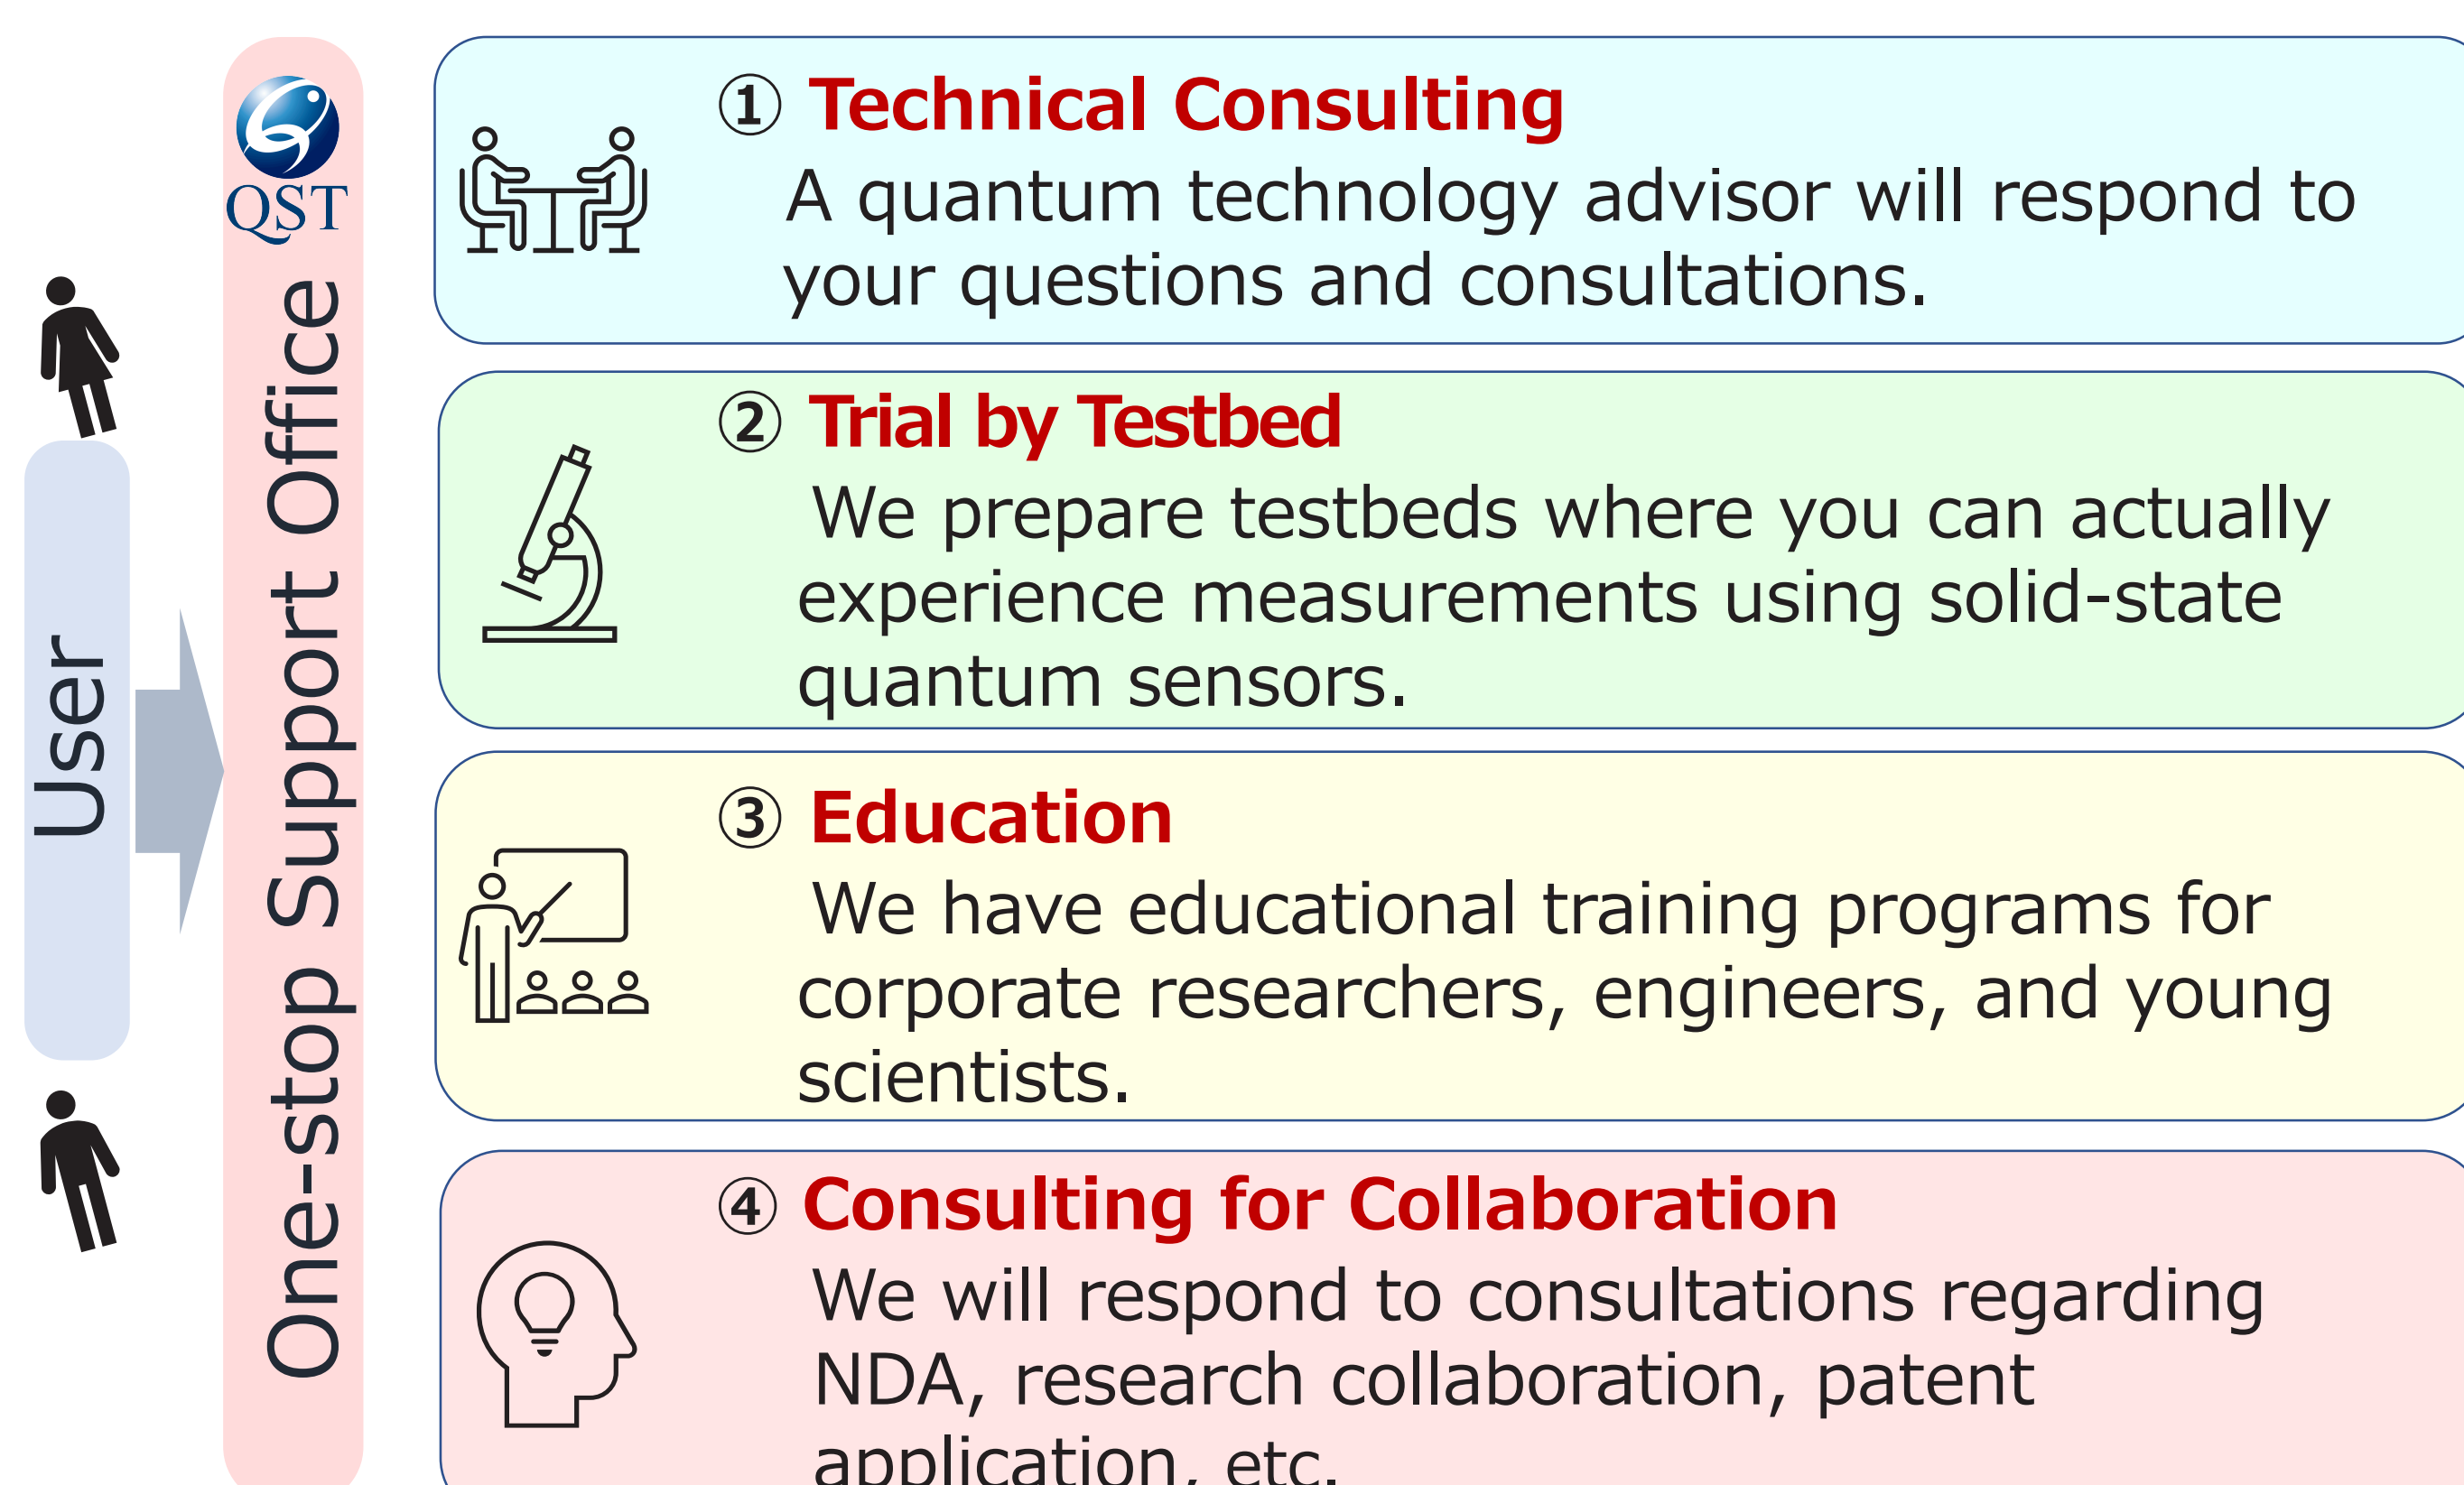 User
QST
One-stop Support Office
① Technical Consulting
A quantum technology advisor will respond to
your questions and consultations.
② Trial by Testbed
We prepare testbeds where you can actually
experience measurements using solid-state
quantum sensors.
③ Education
We have educational training programs for
corporate researchers, engineers, and young
scientists.
④ Consulting for Collaboration
We will respond to consultations regarding
NDA, research collaboration, patent
application, etc.